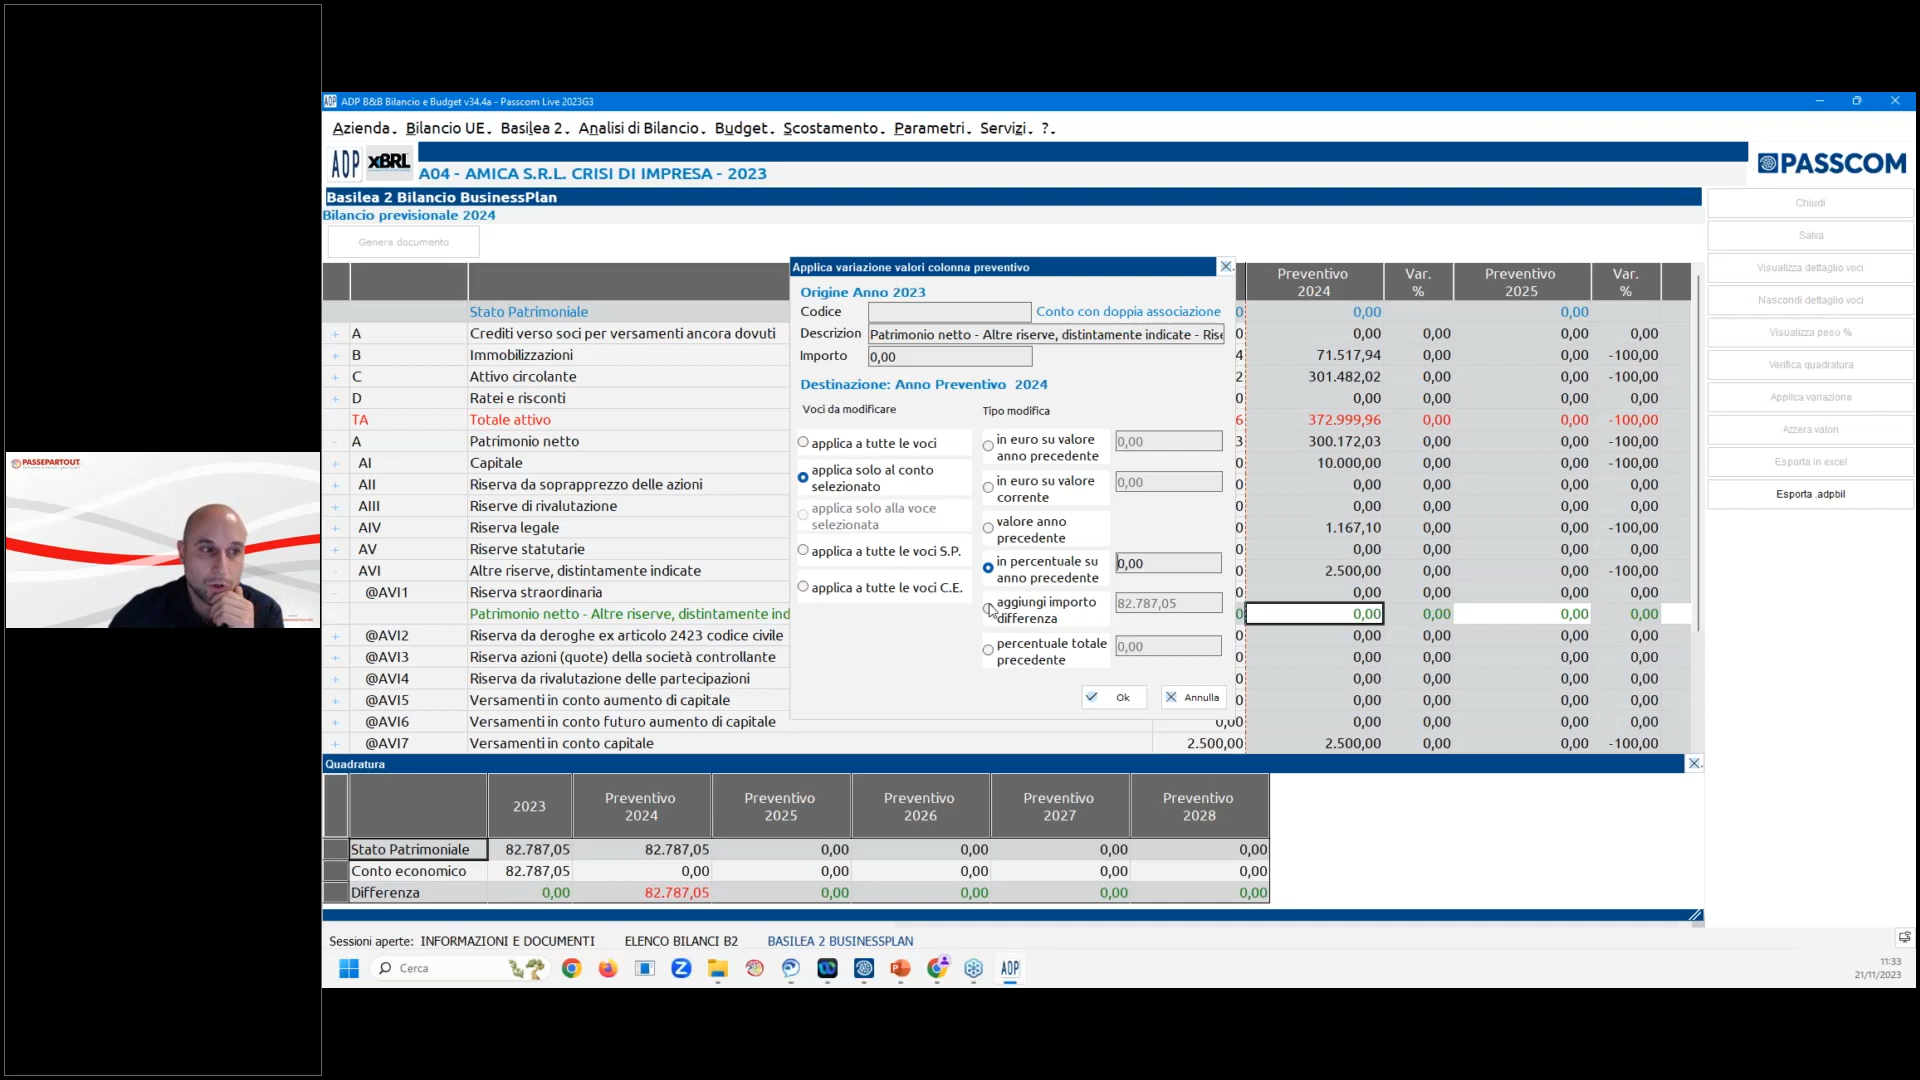 ADP B&B Bilancio e Budget v34.4a - Passcom Live 2023G3
Azienda. Bilancio UE. Basilea 2. Analisi di Bilancio. Budget. Scostamento. Parametri. Servizi. ?.
ADP xBRL A04 - AMICA S.R.L. CRISI DI IMPRESA - 2023
PASSCOM
Basilea 2 Bilancio BusinessPlan
Bilancio previsionale 2024
Genera documento
Chiudi
Salva
Visualizza dettaglio voci
Nascondi dettaglio voci
Visualizza peso %
Verifica quadratura
Applica variazione
Azzera valori
Esporta in excel
Esporta .adpbil
Preventivo 2024 Var. % Preventivo 2025 Var. %
Stato Patrimoniale 0 0,00 0,00
+ A Crediti verso soci per versamenti ancora dovuti 0 0,00 0,00 0,00 0,00
+ B Immobilizzazioni 4 71.517,94 0,00 0,00 -100,00
+ C Attivo circolante 2 301.482,02 0,00 0,00 -100,00
+ D Ratei e risconti 0 0,00 0,00 0,00 0,00
TA Totale attivo 6 372.999,96 0,00 0,00 -100,00
- A Patrimonio netto 3 300.172,03 0,00 0,00 -100,00
+ AI Capitale 0 10.000,00 0,00 0,00 -100,00
+ AII Riserva da soprapprezzo delle azioni 0 0,00 0,00 0,00 0,00
+ AIII Riserve di rivalutazione 0 0,00 0,00 0,00 0,00
+ AIV Riserva legale 0 1.167,10 0,00 0,00 -100,00
+ AV Riserve statutarie 0 0,00 0,00 0,00 0,00
- AVI Altre riserve, distintamente indicate 0 2.500,00 0,00 0,00 -100,00
- @AVI1 Riserva straordinaria 0 0,00 0,00 0,00 0,00
Patrimonio netto - Altre riserve, distintamente ind 0 0,00 0,00 0,00 0,00
+ @AVI2 Riserva da deroghe ex articolo 2423 codice civile 0 0,00 0,00 0,00 0,00
+ @AVI3 Riserva azioni (quote) della società controllante 0 0,00 0,00 0,00 0,00
+ @AVI4 Riserva da rivalutazione delle partecipazioni 0 0,00 0,00 0,00 0,00
+ @AVI5 Versamenti in conto aumento di capitale 0 0,00 0,00 0,00 0,00
+ @AVI6 Versamenti in conto futuro aumento di capitale 0,00 0,00 0,00 0,00 0,00
+ @AVI7 Versamenti in conto capitale 2.500,00 2.500,00 0,00 0,00 -100,00
Applica variazione valori colonna preventivo
Origine Anno 2023
Codice Conto con doppia associazione
Descrizion Patrimonio netto - Altre riserve, distintamente indicate - Rise
Importo 0,00
Destinazione: Anno Preventivo 2024
Voci da modificare
applica a tutte le voci
applica solo al conto
selezionato
applica solo alla voce
selezionata
applica a tutte le voci S.P.
applica a tutte le voci C.E.
Tipo modifica
in euro su valore 0,00
anno precedente
in euro su valore 0,00
corrente
valore anno
precedente
in percentuale su 0,00
anno precedente
aggiungi importo 82.787,05
differenza
percentuale totale 0,00
precedente
Ok Annulla
Quadratura
2023 Preventivo 2024 Preventivo 2025 Preventivo 2026 Preventivo 2027 Preventivo 2028
Stato Patrimoniale 82.787,05 82.787,05 0,00 0,00 0,00 0,00
Conto economico 82.787,05 0,00 0,00 0,00 0,00 0,00
Differenza 0,00 82.787,05 0,00 0,00 0,00 0,00
Sessioni aperte: INFORMAZIONI E DOCUMENTI ELENCO BILANCI B2 BASILEA 2 BUSINESSPLAN
Cerca
ADP
11:33
21/11/2023
PASSEPARTOUT